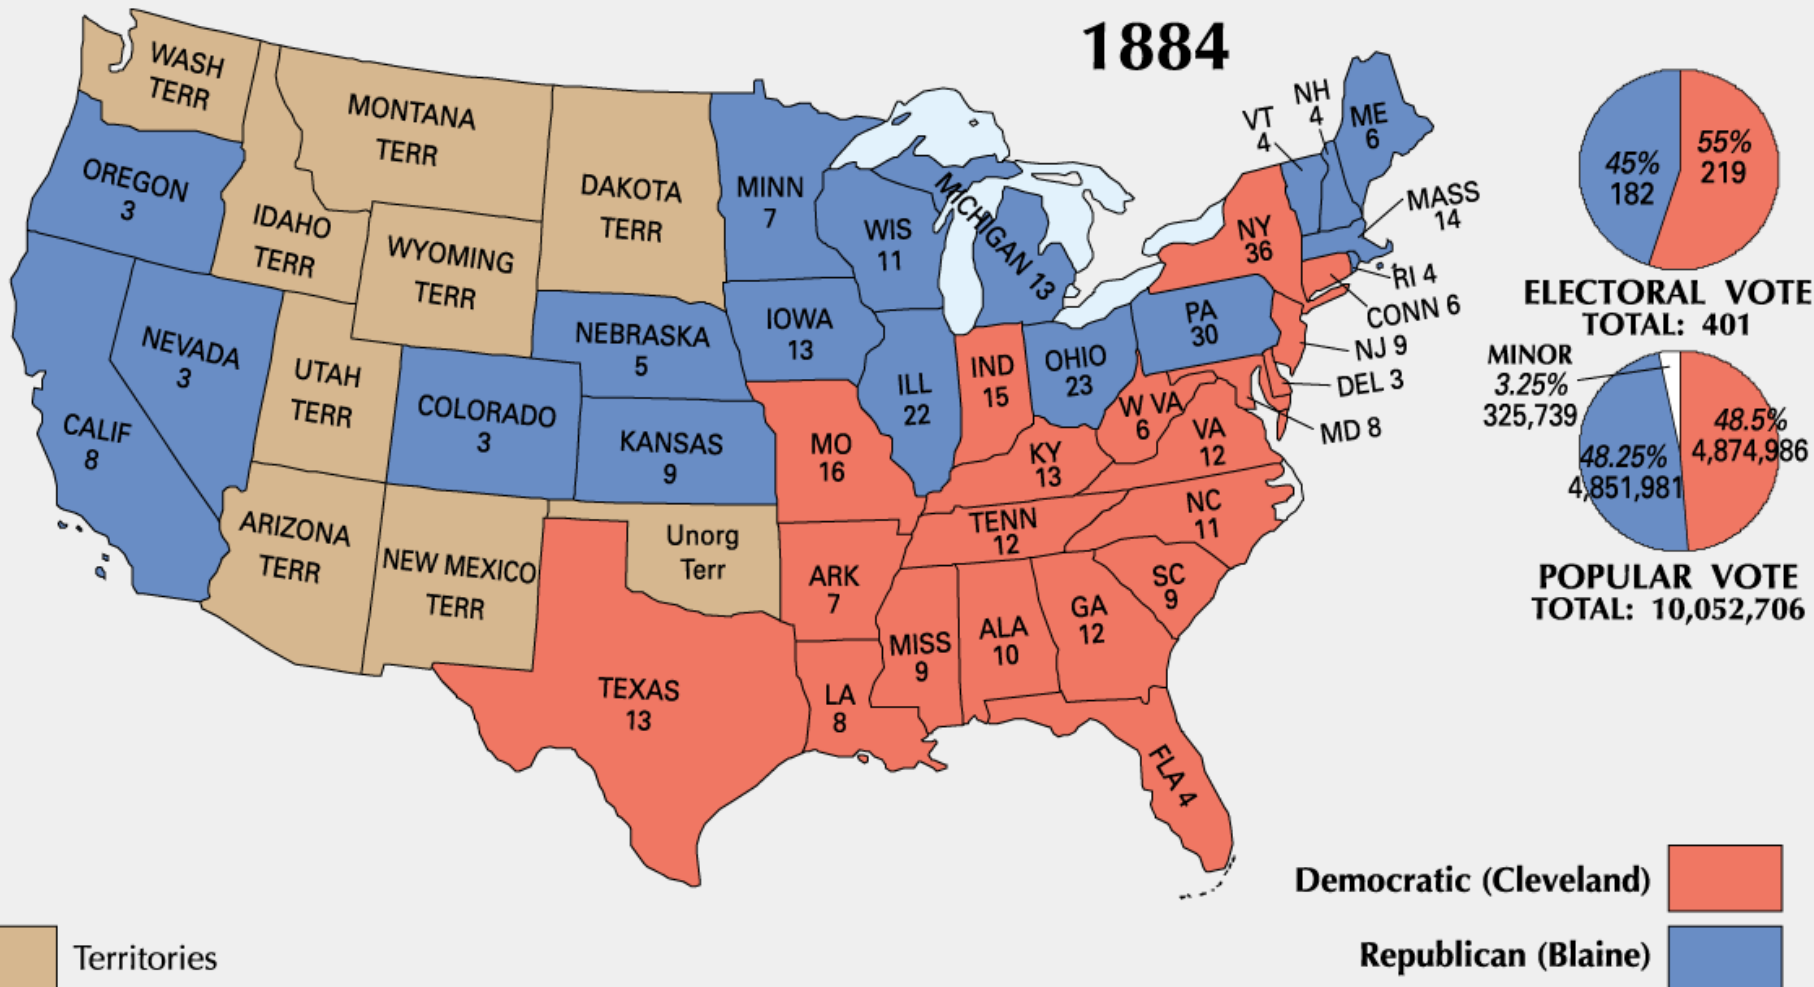 1884
WASH
TERR
MONTANA
TERR
OREGON
3
IDAHO
TERR
WYOMING
TERR
DAKOTA
TERR
MINN
7
WIS
11
MICHIGAN 13
VT
4
NH
4
ME
6
MASS
14
RI 4
CONN 6
NJ 9
DEL 3
MD 8
NY
36
PA
30
CALIF
8
NEVADA
3
UTAH
TERR
COLORADO
3
NEBRASKA
5
KANSAS
9
IOWA
13
ILL
22
IND
15
OHIO
23
W VA
6
VA
12
MO
16
KY
13
ARIZONA
TERR
NEW MEXICO
TERR
Unorg
Terr
ARK
7
TENN
12
NC
11
SC
9
TEXAS
13
LA
8
MISS
9
ALA
10
GA
12
FLA 4
45%
182
55%
219
ELECTORAL VOTE
TOTAL: 401
MINOR
3.25%
325,739
48.25%
4,851,981
48.5%
4,874,986
POPULAR VOTE
TOTAL: 10,052,706
Democratic (Cleveland)
Republican (Blaine)
Territories